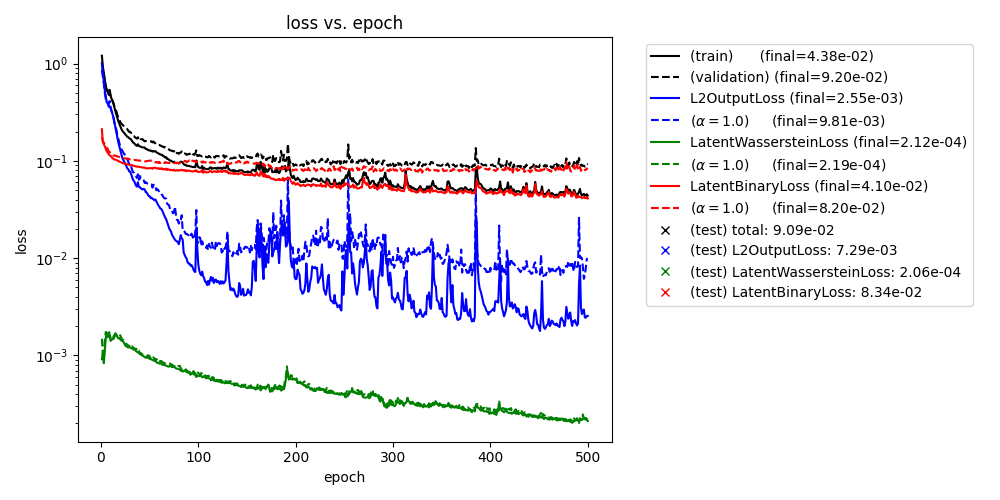 loss vs. epoch
10⁰
10⁻¹
10⁻²
10⁻³
loss
0 100 200 300 400 500
epoch
(train) (final=4.38e-02)
(validation) (final=9.20e-02)
L2OutputLoss (final=2.55e-03)
(α = 1.0) (final=9.81e-03)
LatentWassersteinLoss (final=2.12e-04)
(α = 1.0) (final=2.19e-04)
LatentBinaryLoss (final=4.10e-02)
(α = 1.0) (final=8.20e-02)
(test) total: 9.09e-02
(test) L2OutputLoss: 7.29e-03
(test) LatentWassersteinLoss: 2.06e-04
(test) LatentBinaryLoss: 8.34e-02